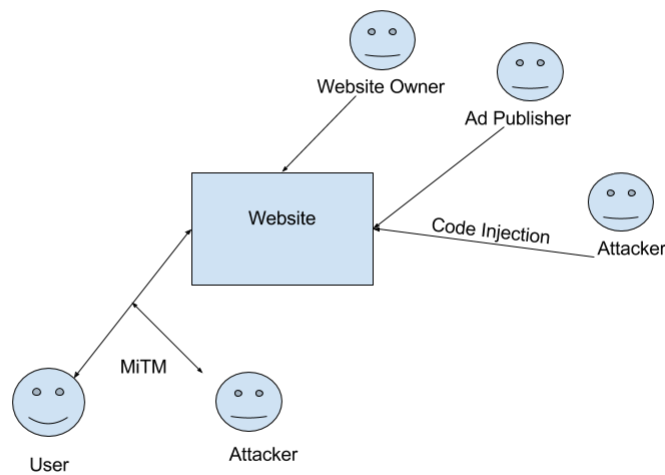 Website Owner
Ad Publisher
Website
Code Injection
Attacker
MiTM
User
Attacker